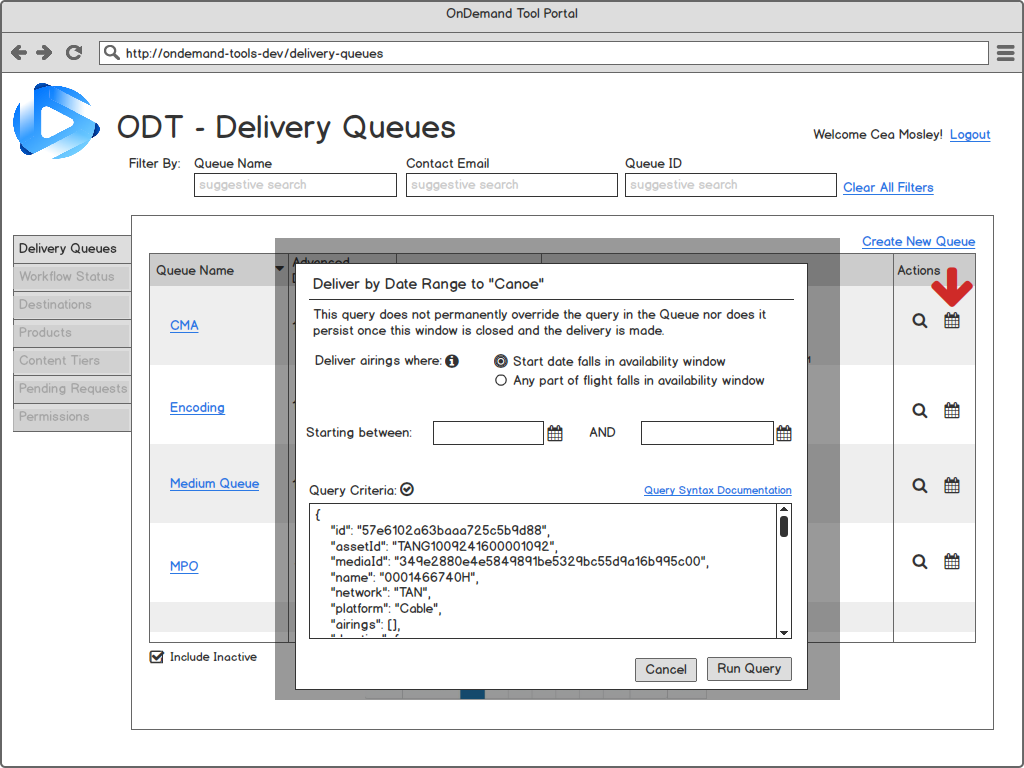 OnDemand Tool Portal
http://ondemand-tools-dev/delivery-queues
ODT - Delivery Queues
Welcome Cea Mosley! Logout
Filter By: Queue Name Contact Email Queue ID
suggestive search suggestive search suggestive search Clear All Filters
Create New Queue
Delivery Queues
Workflow Status
Destinations
Products
Content Tiers
Pending Requests
Permissions
Queue Name Advanced Actions
CMA
Encoding
Medium Queue
MPO
Include Inactive
Deliver by Date Range to "Canoe"
This query does not permanently override the query in the Queue nor does it
persist once this window is closed and the delivery is made.
Deliver airings where: Start date falls in availability window
Any part of flight falls in availability window
Starting between: AND
Query Criteria: Query Syntax Documentation
{
"id": "57e6102a63baaa725c5b9d88",
"assetId": "TANG1009241600001092",
"mediaId": "349e2880e4e5849891be5329bc55d9a16b995c00",
"name": "0001466740H",
"network": "TAN",
"platform": "Cable",
"airings": [],
Cancel Run Query